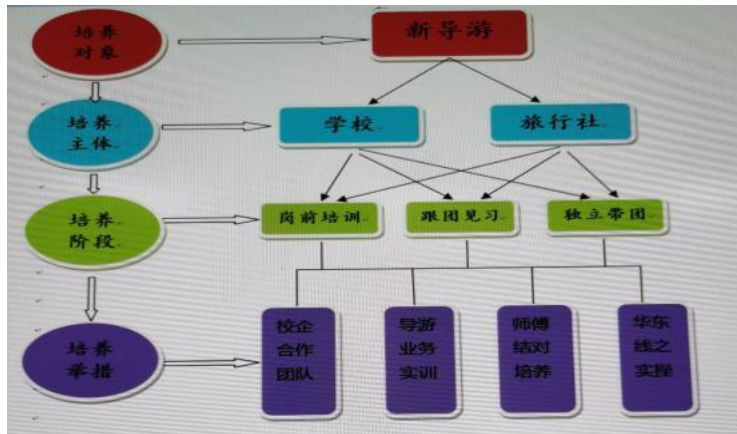 培养
对象
新导游
培养
主体
学校
旅行社
培养
阶段
岗前培训
跟团见习
独立带团
培养
举措
校企
合作
团队
导游
业务
实训
师傅
结对
培养
华东
线之
实操